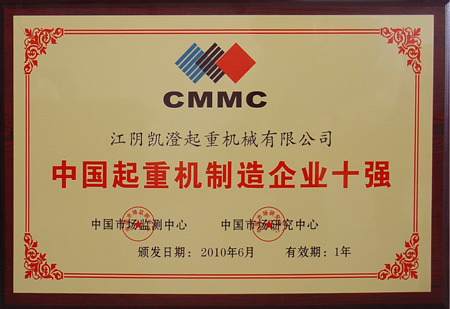 CMMC
江阴凯澄起重机械有限公司
中国起重机制造企业十强
中国市场监测中心 中国市场研究中心
颁发日期：2010年6月 有效期：1年